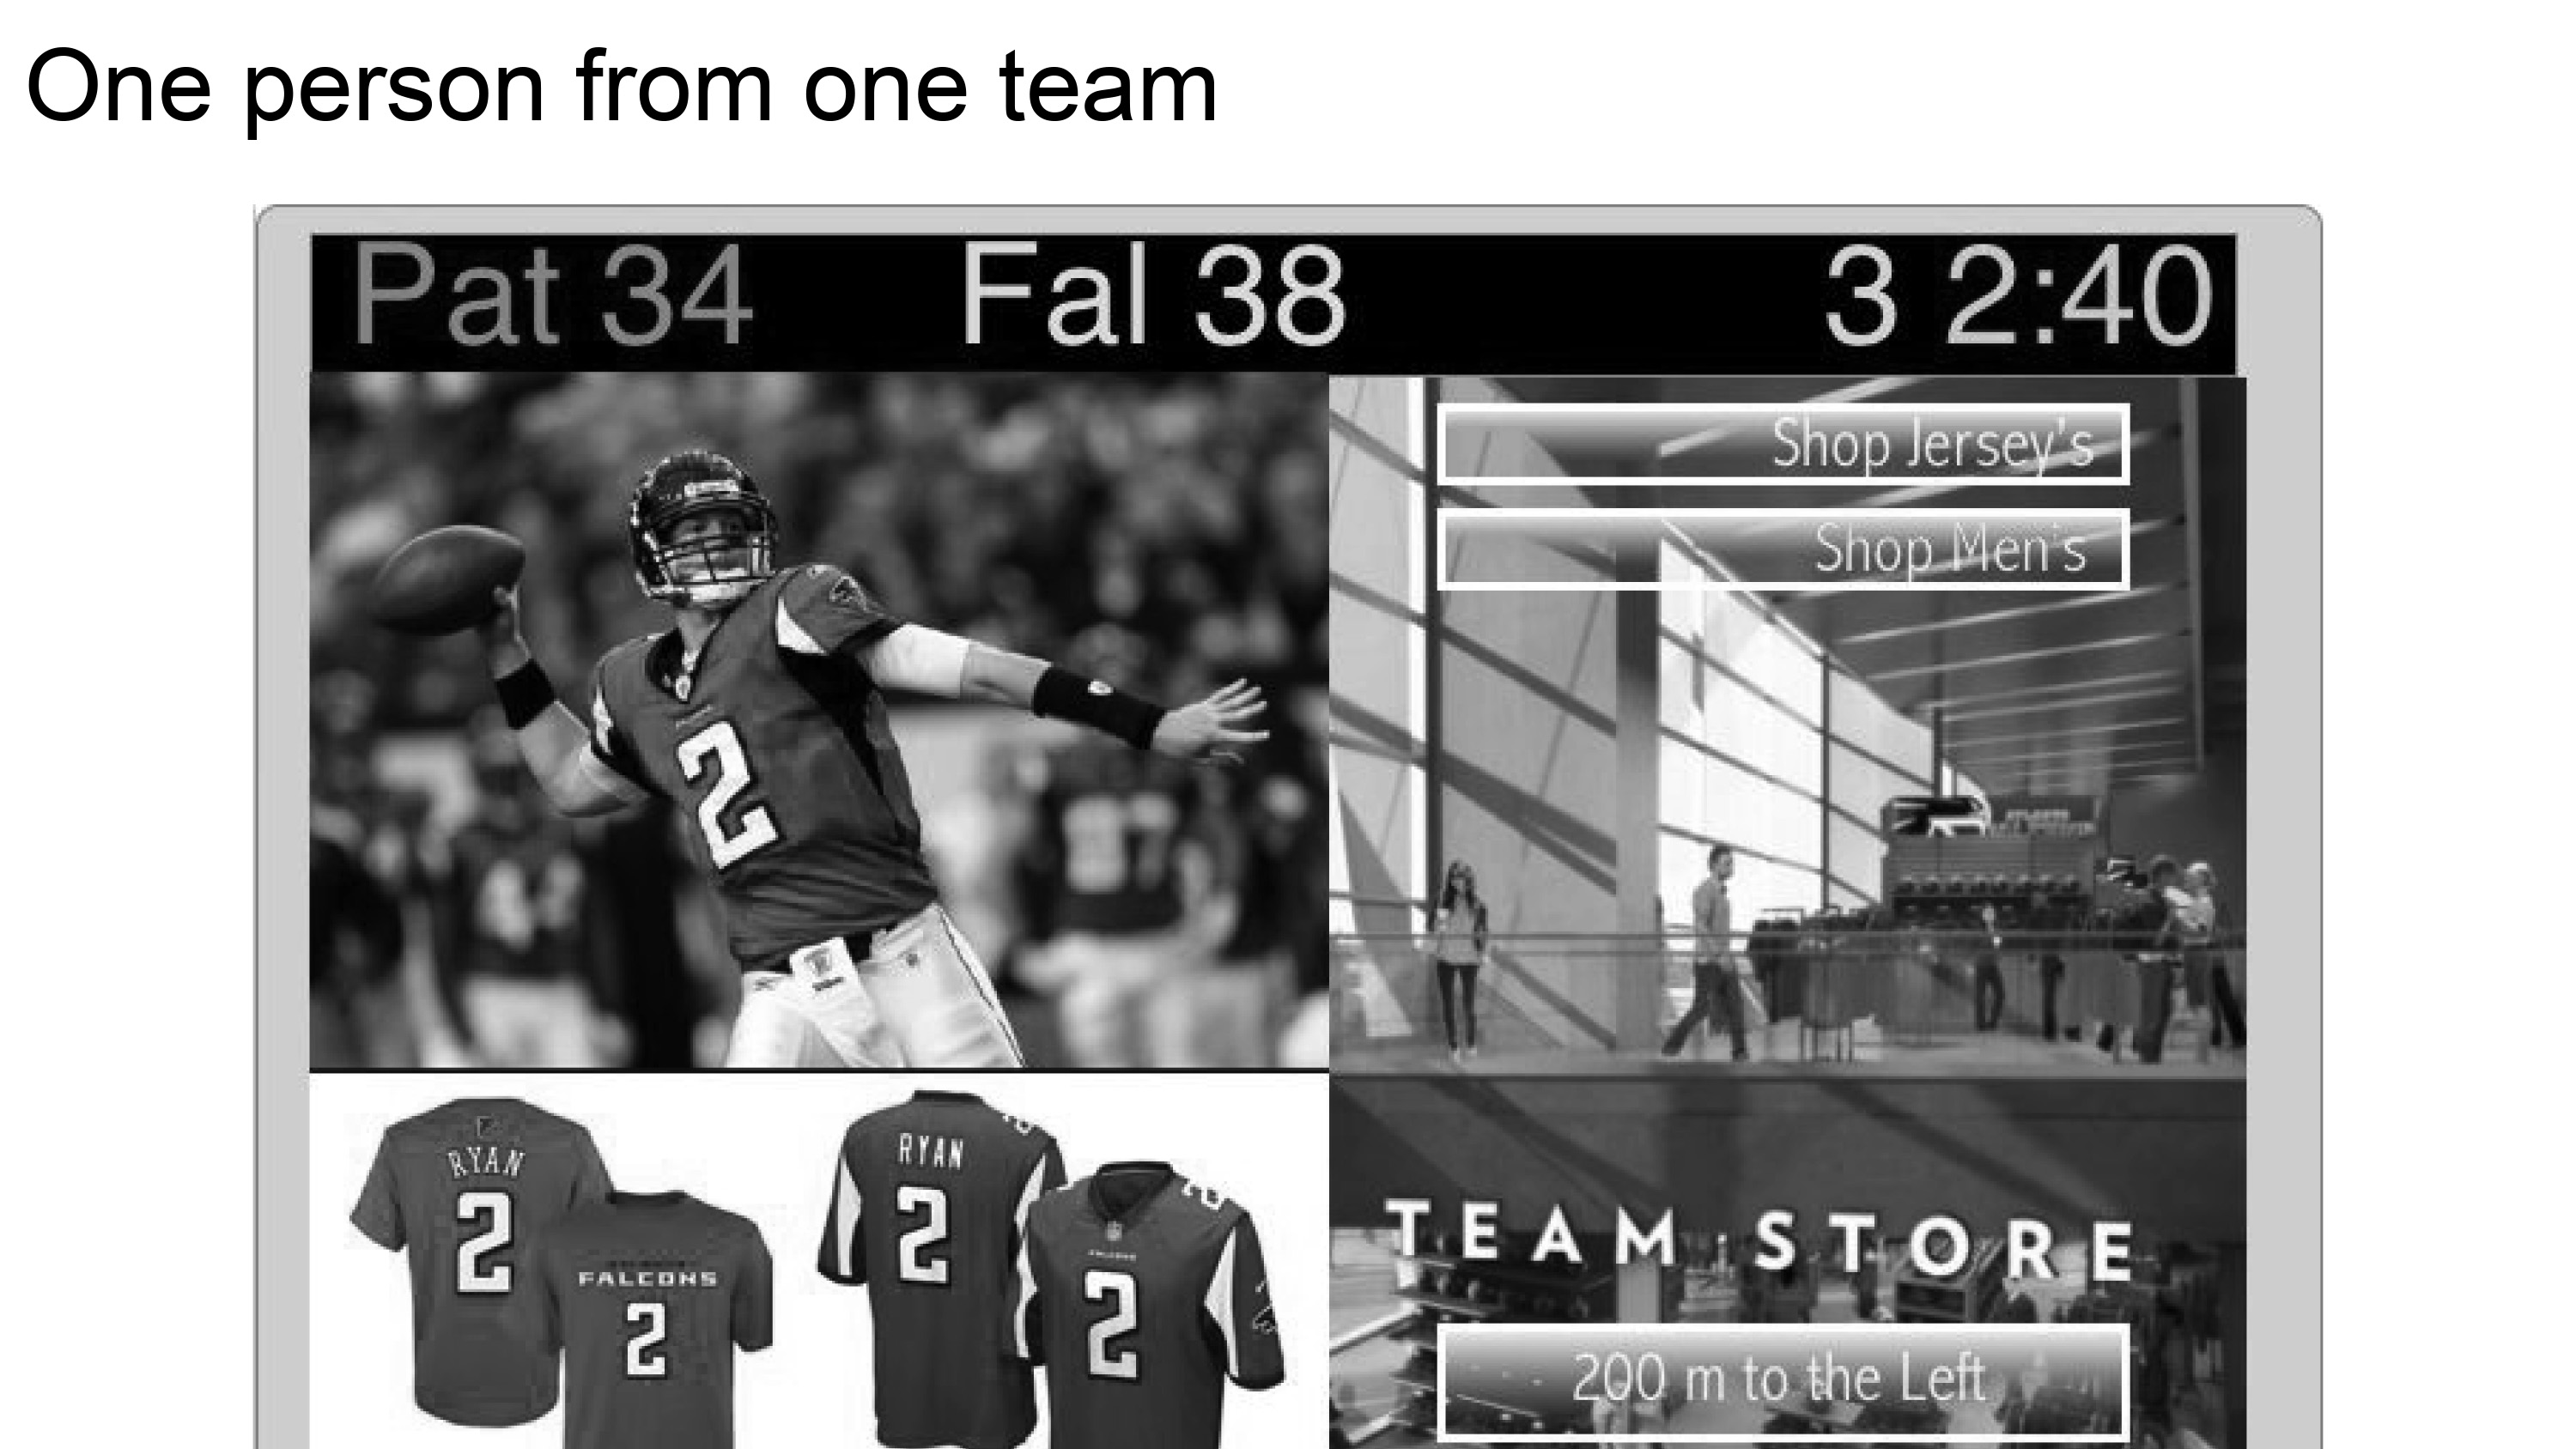 One person from one team
Pat 34 Fal 38 3 2:40
Shop Jersey's
Shop Men's
2
RYAN
2
FALCONS
2
RYAN
2
2
TEAM STORE
200 m to the Left